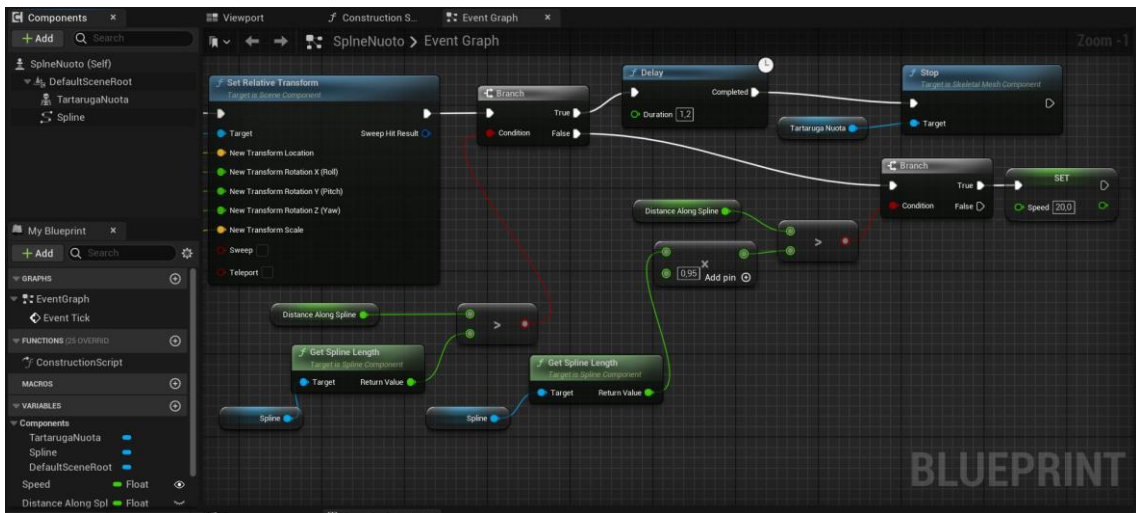 Components ×
+ Add Search
SplneNuoto (Self)
DefaultSceneRoot
TartarugaNuota
Spline
My Blueprint ×
+ Add Search
GRAPHS
EventGraph
Event Tick
FUNCTIONS (25 OVERRID
ConstructionScript
MACROS
VARIABLES
Components
TartarugaNuota
Spline
DefaultSceneRoot
Speed Float
Distance Along Spl Float
Viewport
f Construction S...
Event Graph ×
SplneNuoto > Event Graph
Zoom -1
f Set Relative Transform
Target is Scene Component
Target Sweep Hit Result
New Transform Location
New Transform Rotation X (Roll)
New Transform Rotation Y (Pitch)
New Transform Rotation Z (Yaw)
New Transform Scale
Sweep
Teleport
Branch
True
Condition False
f Delay
Completed
Duration 1,2
f Stop
Target is Skeletal Mesh Component
Target
Tartaruga Nuota
Branch
True
Condition False
SET
Speed 20,0
Distance Along Spline
>
×
0,95 Add pin
Distance Along Spline
>
f Get Spline Length
Target is Spline Component
Target Return Value
Spline
f Get Spline Length
Target is Spline Component
Target Return Value
Spline
BLUEPRINT